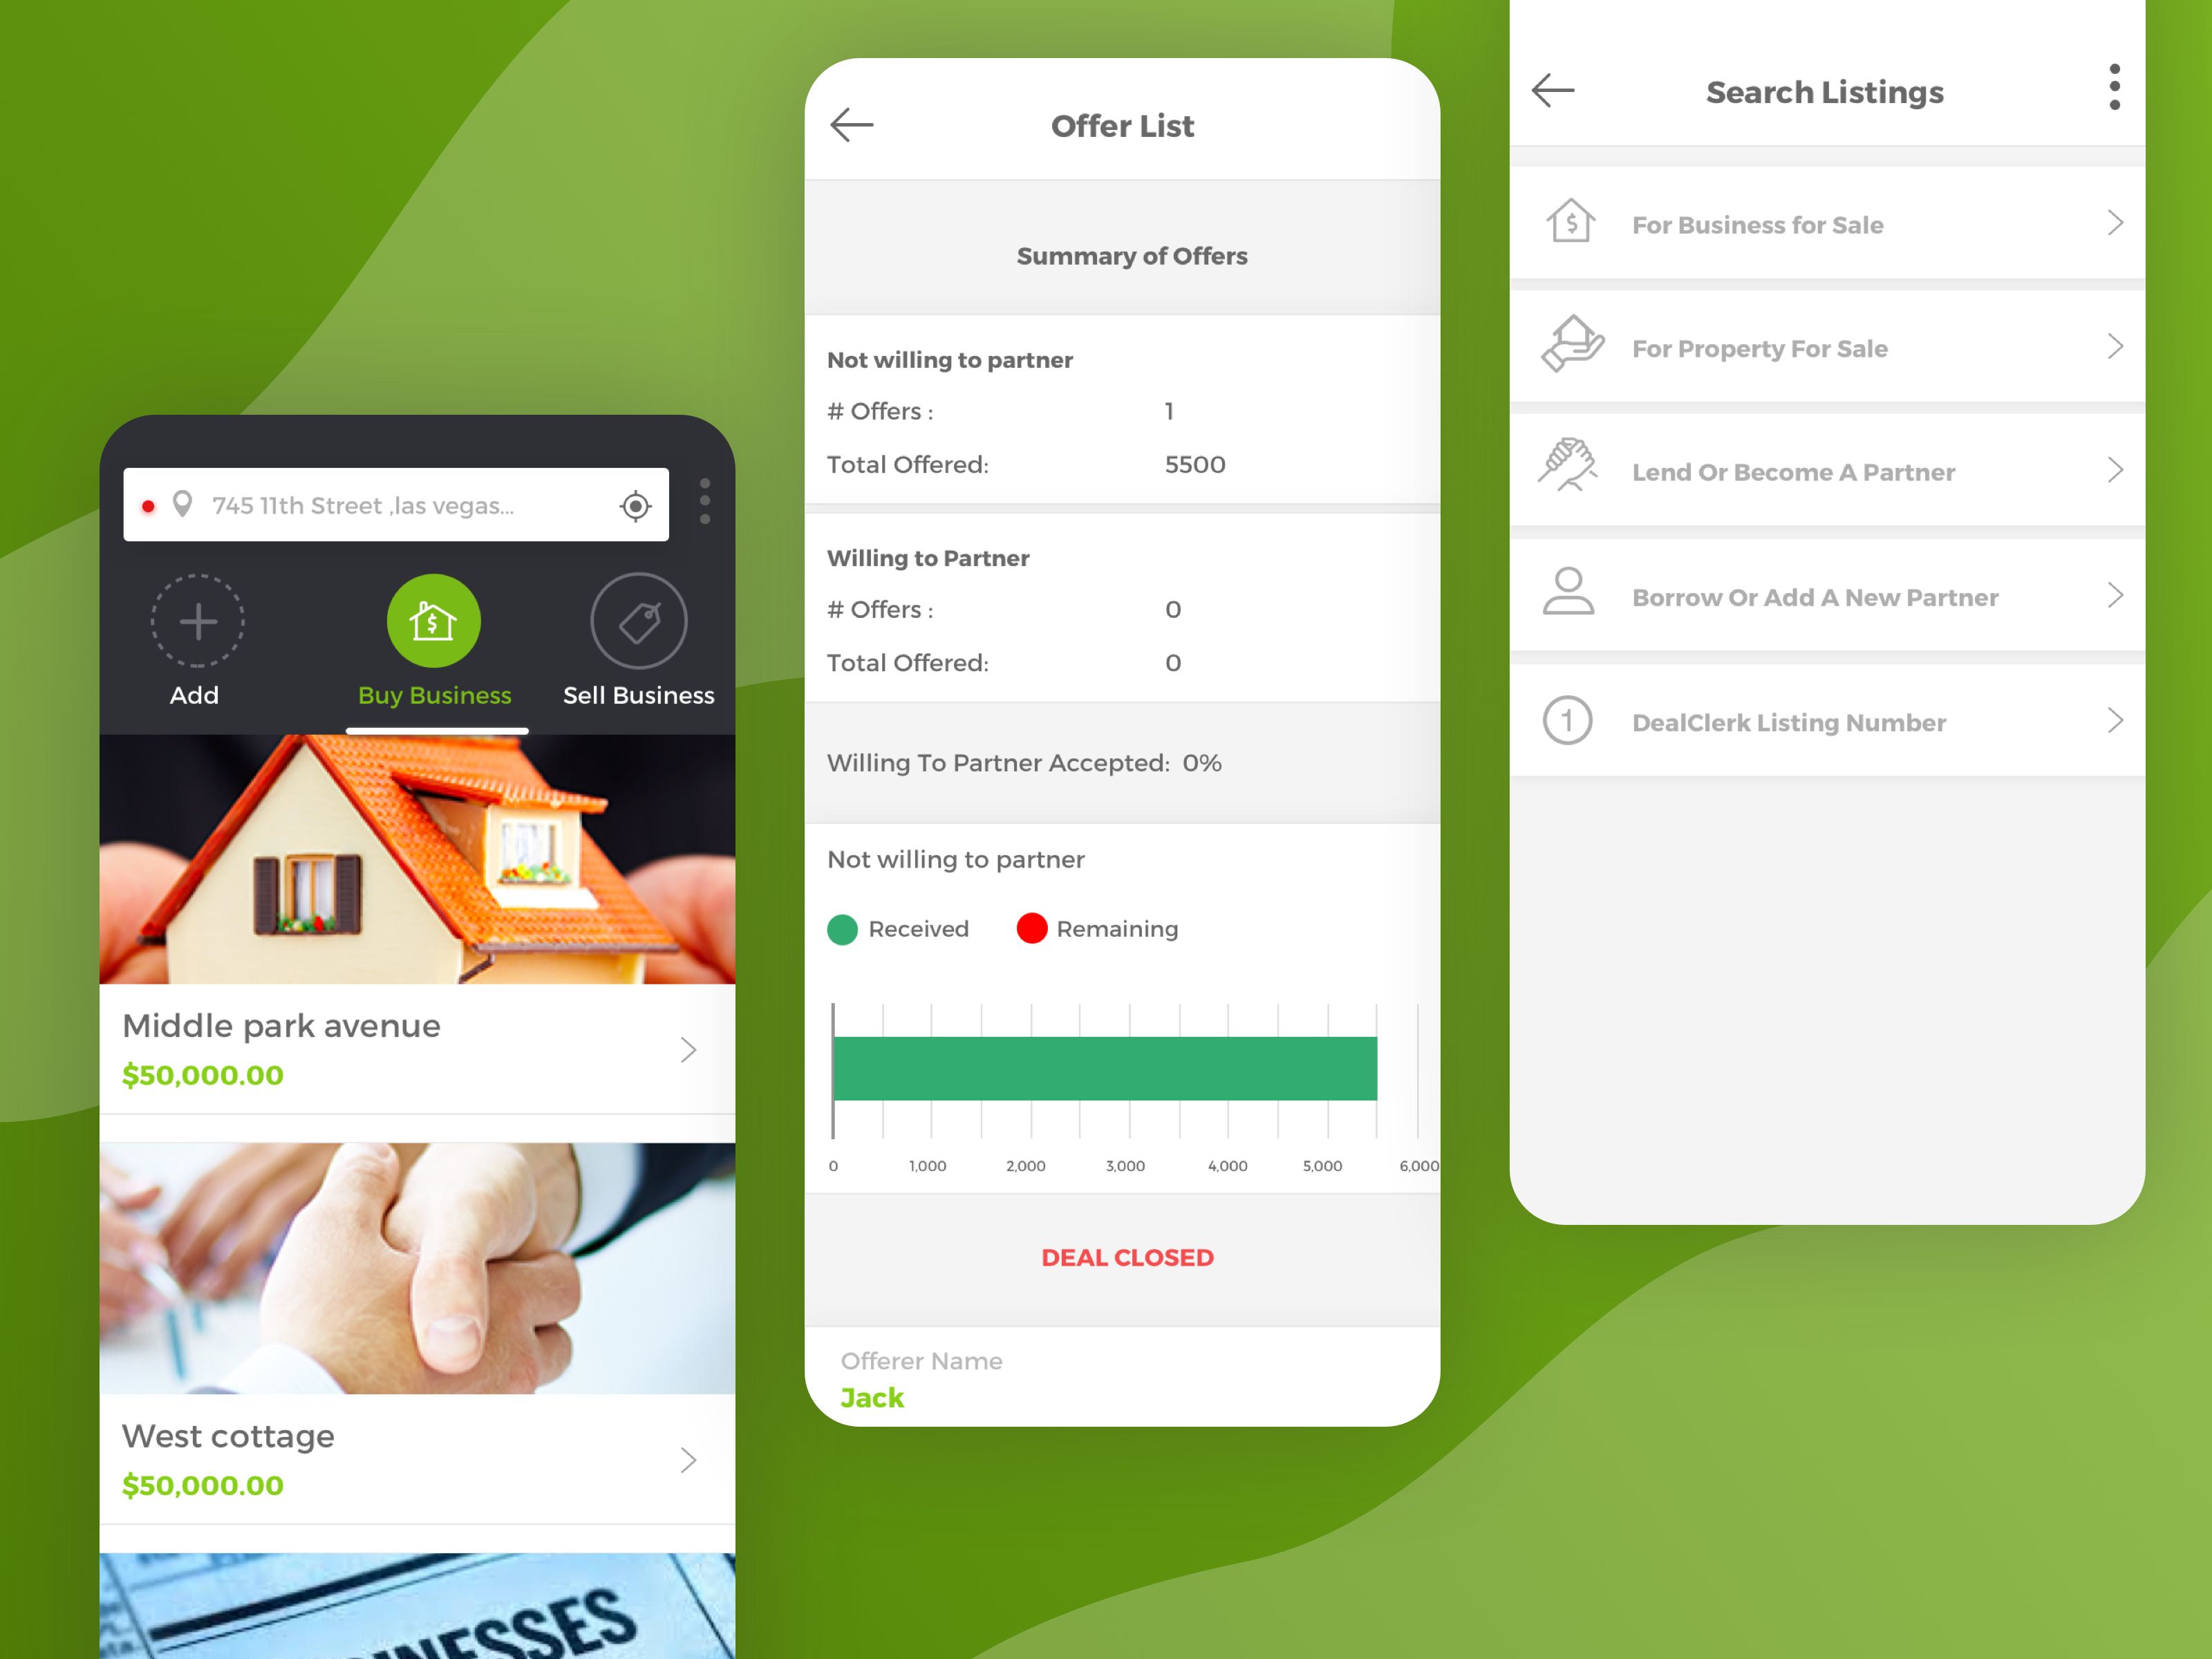 745 11th Street ,las vegas...
Add
Buy Business
Sell Business
Middle park avenue
$50,000.00
West cottage
$50,000.00
Offer List
Summary of Offers
Not willing to partner
# Offers : 1
Total Offered: 5500
Willing to Partner
# Offers : 0
Total Offered: 0
Willing To Partner Accepted: 0%
Not willing to partner
Received Remaining
0 1,000 2,000 3,000 4,000 5,000 6,000
DEAL CLOSED
Offerer Name
Jack
Search Listings
$ For Business for Sale
For Property For Sale
Lend Or Become A Partner
Borrow Or Add A New Partner
1 DealClerk Listing Number